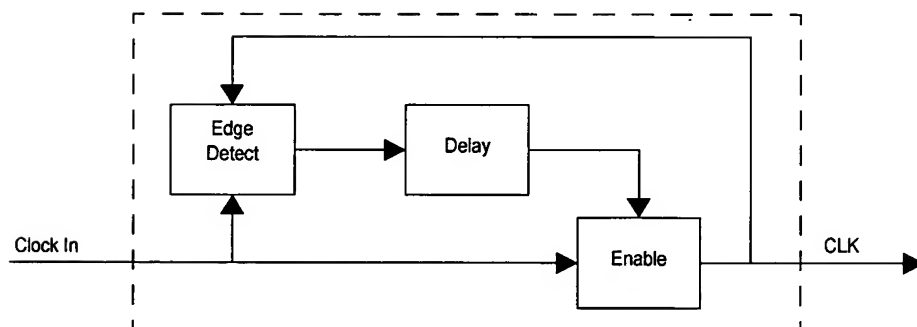 Edge
Detect
Delay
Clock In
Enable
CLK